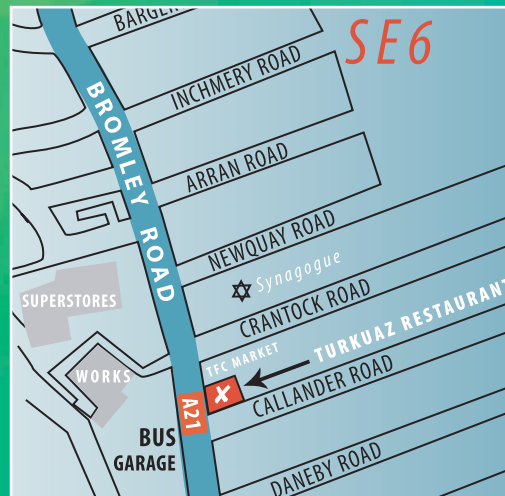 BARGER
SE6
INCHMERY ROAD
BROMLEY ROAD
ARRAN ROAD
NEWQUAY ROAD
Synagogue
CRANTOCK ROAD
SUPERSTORES
TURKUAZ RESTAURANT
TFC MARKET
WORKS
CALLANDER ROAD
A21
BUS
GARAGE
DANEBY ROAD